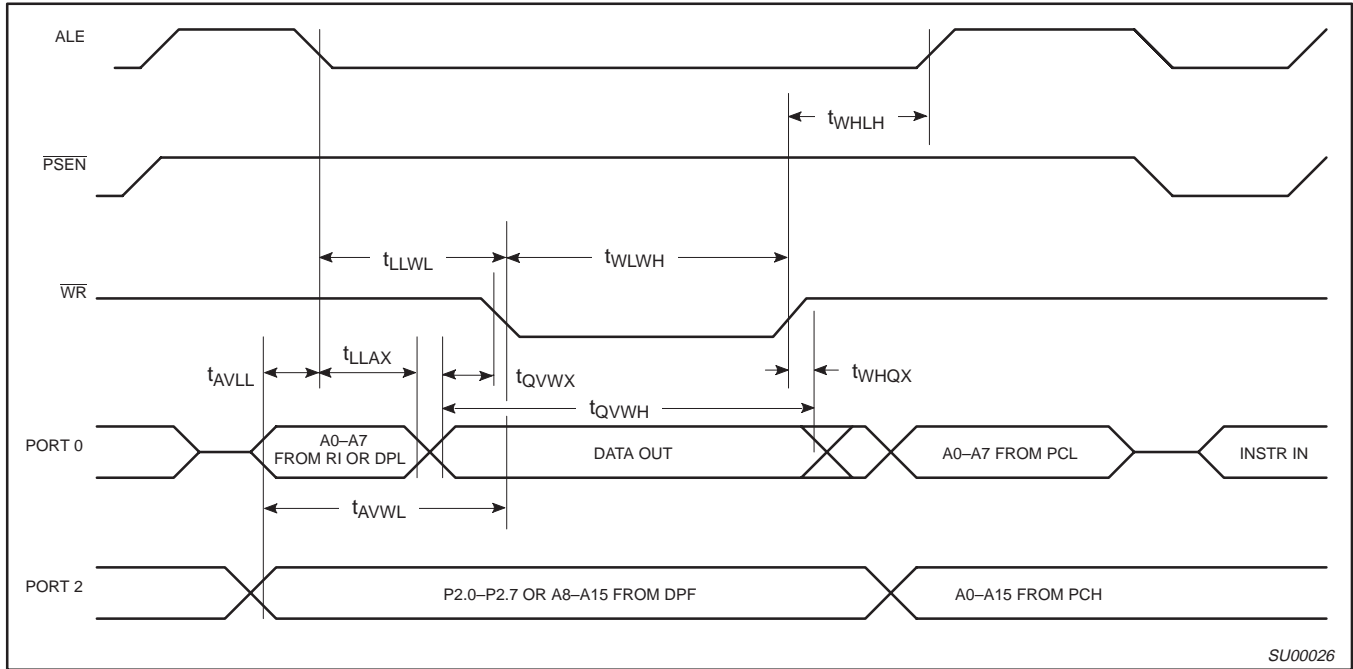 ALE
tWHLH
PSEN
tLLWL
tWLWH
WR
tLLAX
tAVLL
tQVWX
tWHQX
tQVWH
PORT 0
A0–A7
FROM RI OR DPL
DATA OUT
A0–A7 FROM PCL
INSTR IN
tAVWL
PORT 2
P2.0–P2.7 OR A8–A15 FROM DPF
A0–A15 FROM PCH
SU00026